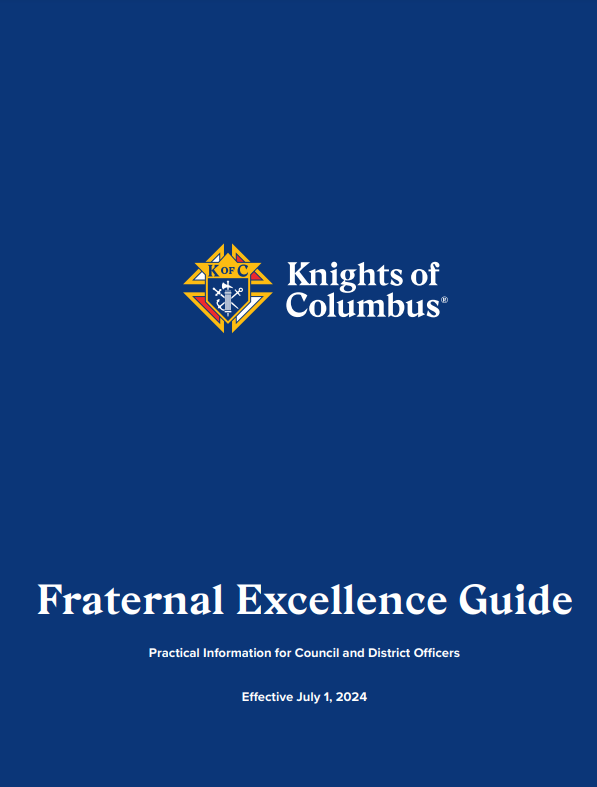 K OF C
Knights of
Columbus®
Fraternal Excellence Guide
Practical Information for Council and District Officers
Effective July 1, 2024